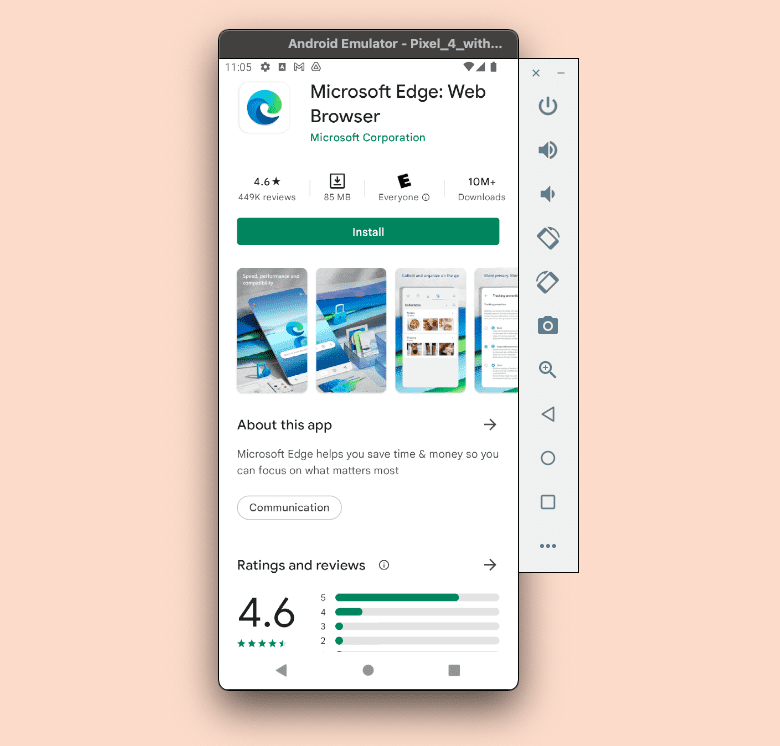 Android Emulator - Pixel_4_with...
11:05
Microsoft Edge: Web
Browser
Microsoft Corporation
4.6★
449K reviews
85 MB
Everyone
10M+
Downloads
Install
Speed, performance and
compatibility
Collect and organize on the go
About this app
Microsoft Edge helps you save time & money so you
can focus on what matters most
Communication
Ratings and reviews
4.6
5
4
3
2